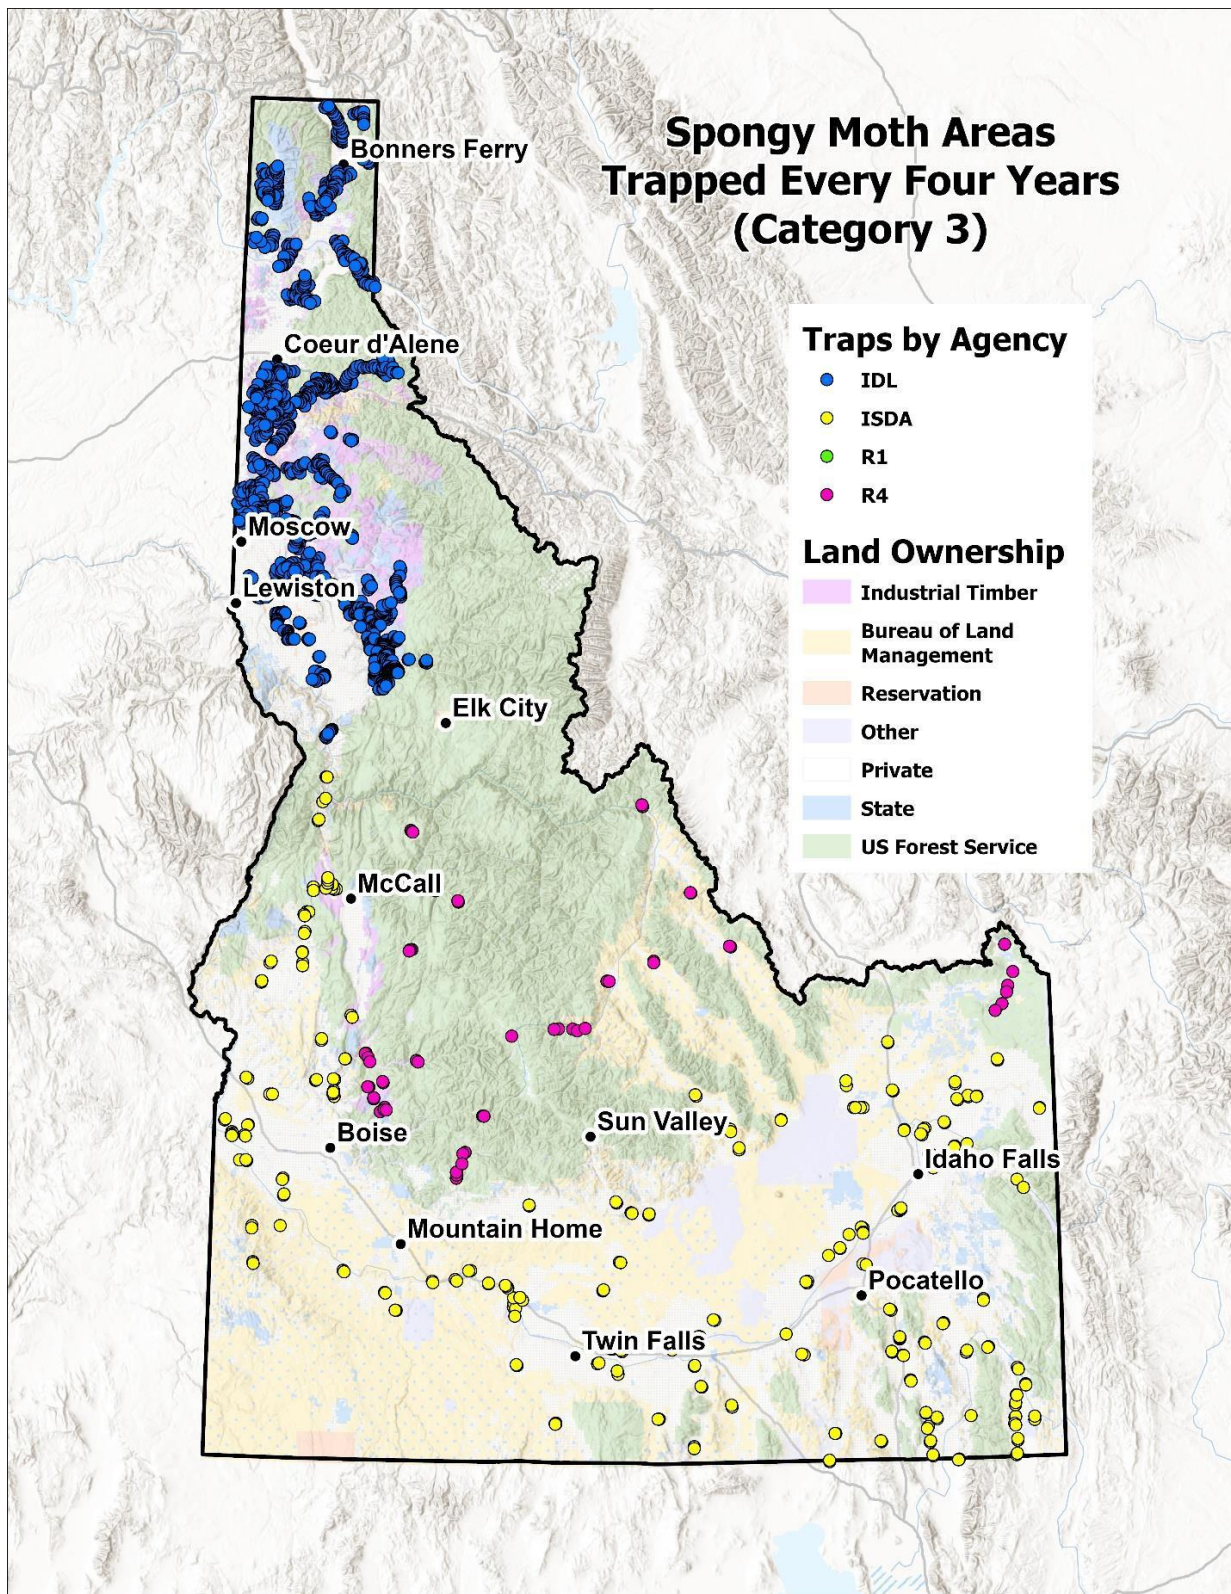 Spongy Moth Areas
Trapped Every Four Years
(Category 3)
Bonners Ferry
Coeur d'Alene
Moscow
Lewiston
Elk City
McCall
Boise
Sun Valley
Idaho Falls
Mountain Home
Pocatello
Twin Falls
Traps by Agency
IDL
ISDA
R1
R4
Land Ownership
Industrial Timber
Bureau of Land
Management
Reservation
Other
Private
State
US Forest Service